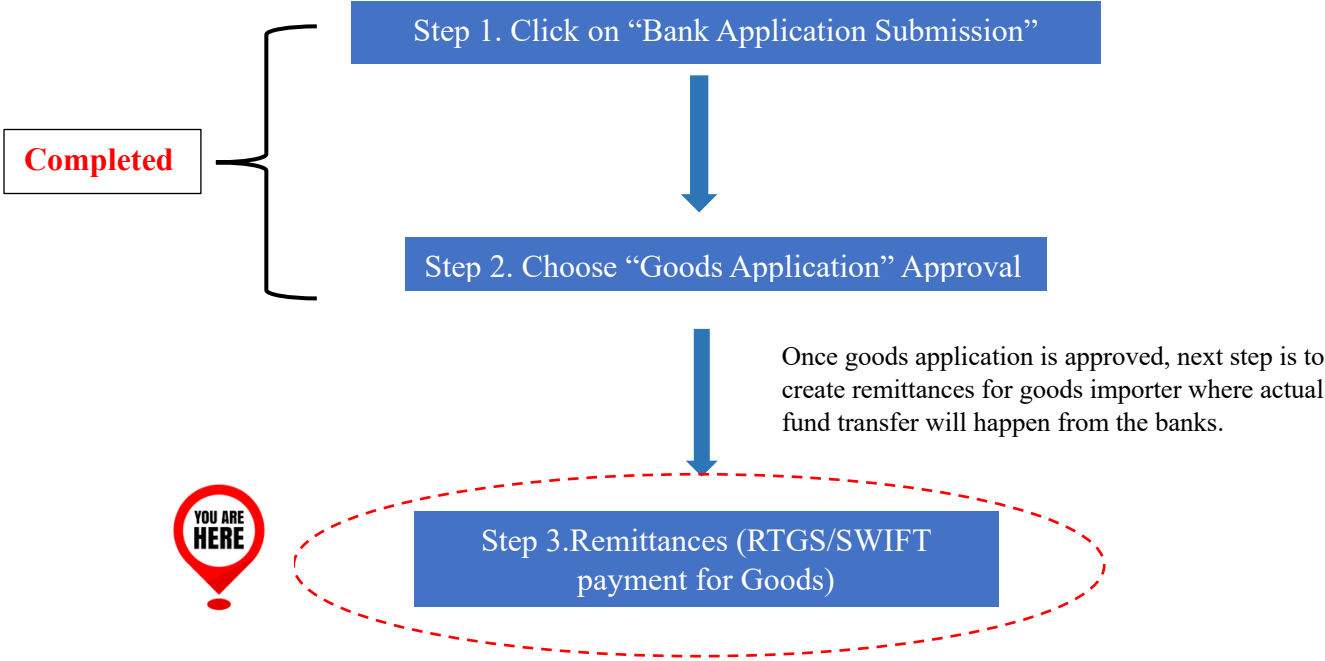 Step 1. Click on “Bank Application Submission”
Completed
Step 2. Choose “Goods Application” Approval
Once goods application is approved, next step is to
create remittances for goods importer where actual
fund transfer will happen from the banks.
YOU ARE
HERE
Step 3.Remittances (RTGS/SWIFT
payment for Goods)